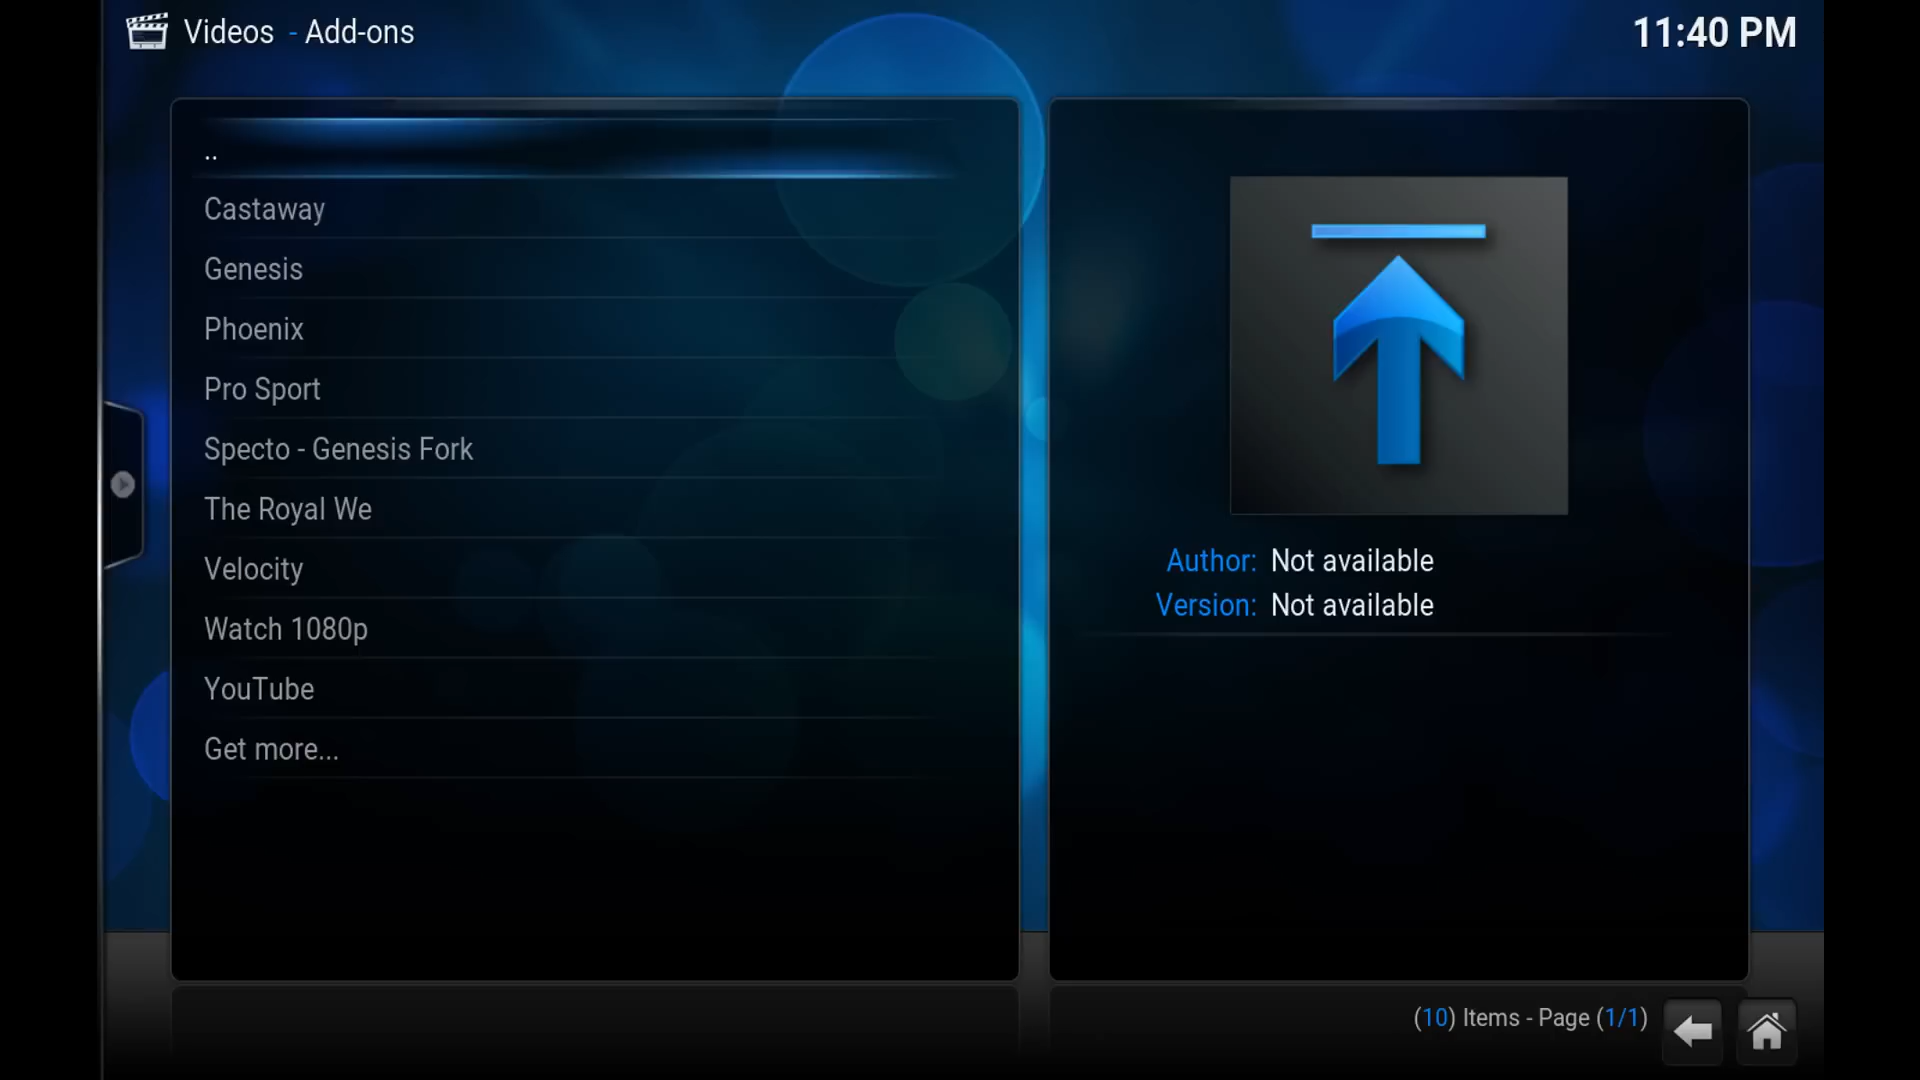 Videos - Add-ons
11:40 PM
..
Castaway
Genesis
Phoenix
Pro Sport
Specto - Genesis Fork
The Royal We
Velocity
Watch 1080p
YouTube
Get more...
Author: Not available
Version: Not available
(10) Items - Page (1/1)